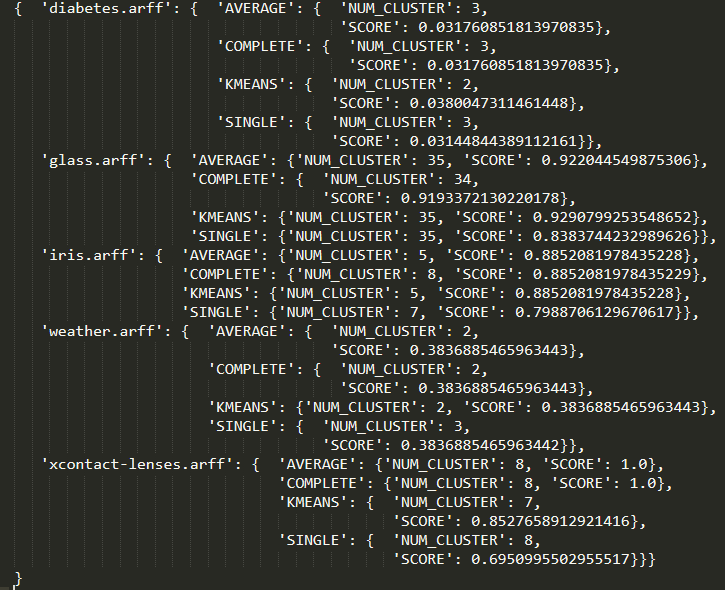 {  'diabetes.arff': {  'AVERAGE': {  'NUM_CLUSTER': 3,
'SCORE': 0.031760851813970835},
'COMPLETE': {  'NUM_CLUSTER': 3,
'SCORE': 0.031760851813970835},
'KMEANS': {  'NUM_CLUSTER': 2,
'SCORE': 0.0380047311461448},
'SINGLE': {  'NUM_CLUSTER': 3,
'SCORE': 0.03144844389112161}},
'glass.arff': {  'AVERAGE': {'NUM_CLUSTER': 35, 'SCORE': 0.922044549875306},
'COMPLETE': {  'NUM_CLUSTER': 34,
'SCORE': 0.9193372130220178},
'KMEANS': {'NUM_CLUSTER': 35, 'SCORE': 0.9290799253548652},
'SINGLE': {'NUM_CLUSTER': 35, 'SCORE': 0.8383744232989626}},
'iris.arff': {  'AVERAGE': {'NUM_CLUSTER': 5, 'SCORE': 0.8852081978435228},
'COMPLETE': {'NUM_CLUSTER': 8, 'SCORE': 0.8852081978435229},
'KMEANS': {'NUM_CLUSTER': 5, 'SCORE': 0.8852081978435228},
'SINGLE': {'NUM_CLUSTER': 7, 'SCORE': 0.7988706129670617}},
'weather.arff': {  'AVERAGE': {  'NUM_CLUSTER': 2,
'SCORE': 0.3836885465963443},
'COMPLETE': {  'NUM_CLUSTER': 2,
'SCORE': 0.3836885465963443},
'KMEANS': {'NUM_CLUSTER': 2, 'SCORE': 0.3836885465963443},
'SINGLE': {  'NUM_CLUSTER': 3,
'SCORE': 0.3836885465963442}},
'xcontact-lenses.arff': {  'AVERAGE': {'NUM_CLUSTER': 8, 'SCORE': 1.0},
'COMPLETE': {'NUM_CLUSTER': 8, 'SCORE': 1.0},
'KMEANS': {  'NUM_CLUSTER': 7,
'SCORE': 0.8527658912921416},
'SINGLE': {  'NUM_CLUSTER': 8,
'SCORE': 0.6950995502955517}}}
}